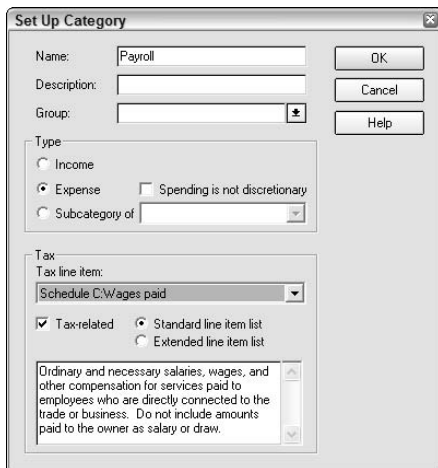 Set Up Category
Name: Payroll
OK
Description:
Cancel
Group:
Help
Type
Income
Expense Spending is not discretionary
Subcategory of
Tax
Tax line item:
Schedule C:Wages paid
Tax-related Standard line item list
Extended line item list
Ordinary and necessary salaries, wages, and
other compensation for services paid to
employees who are directly connected to the
trade or business. Do not include amounts
paid to the owner as salary or draw.